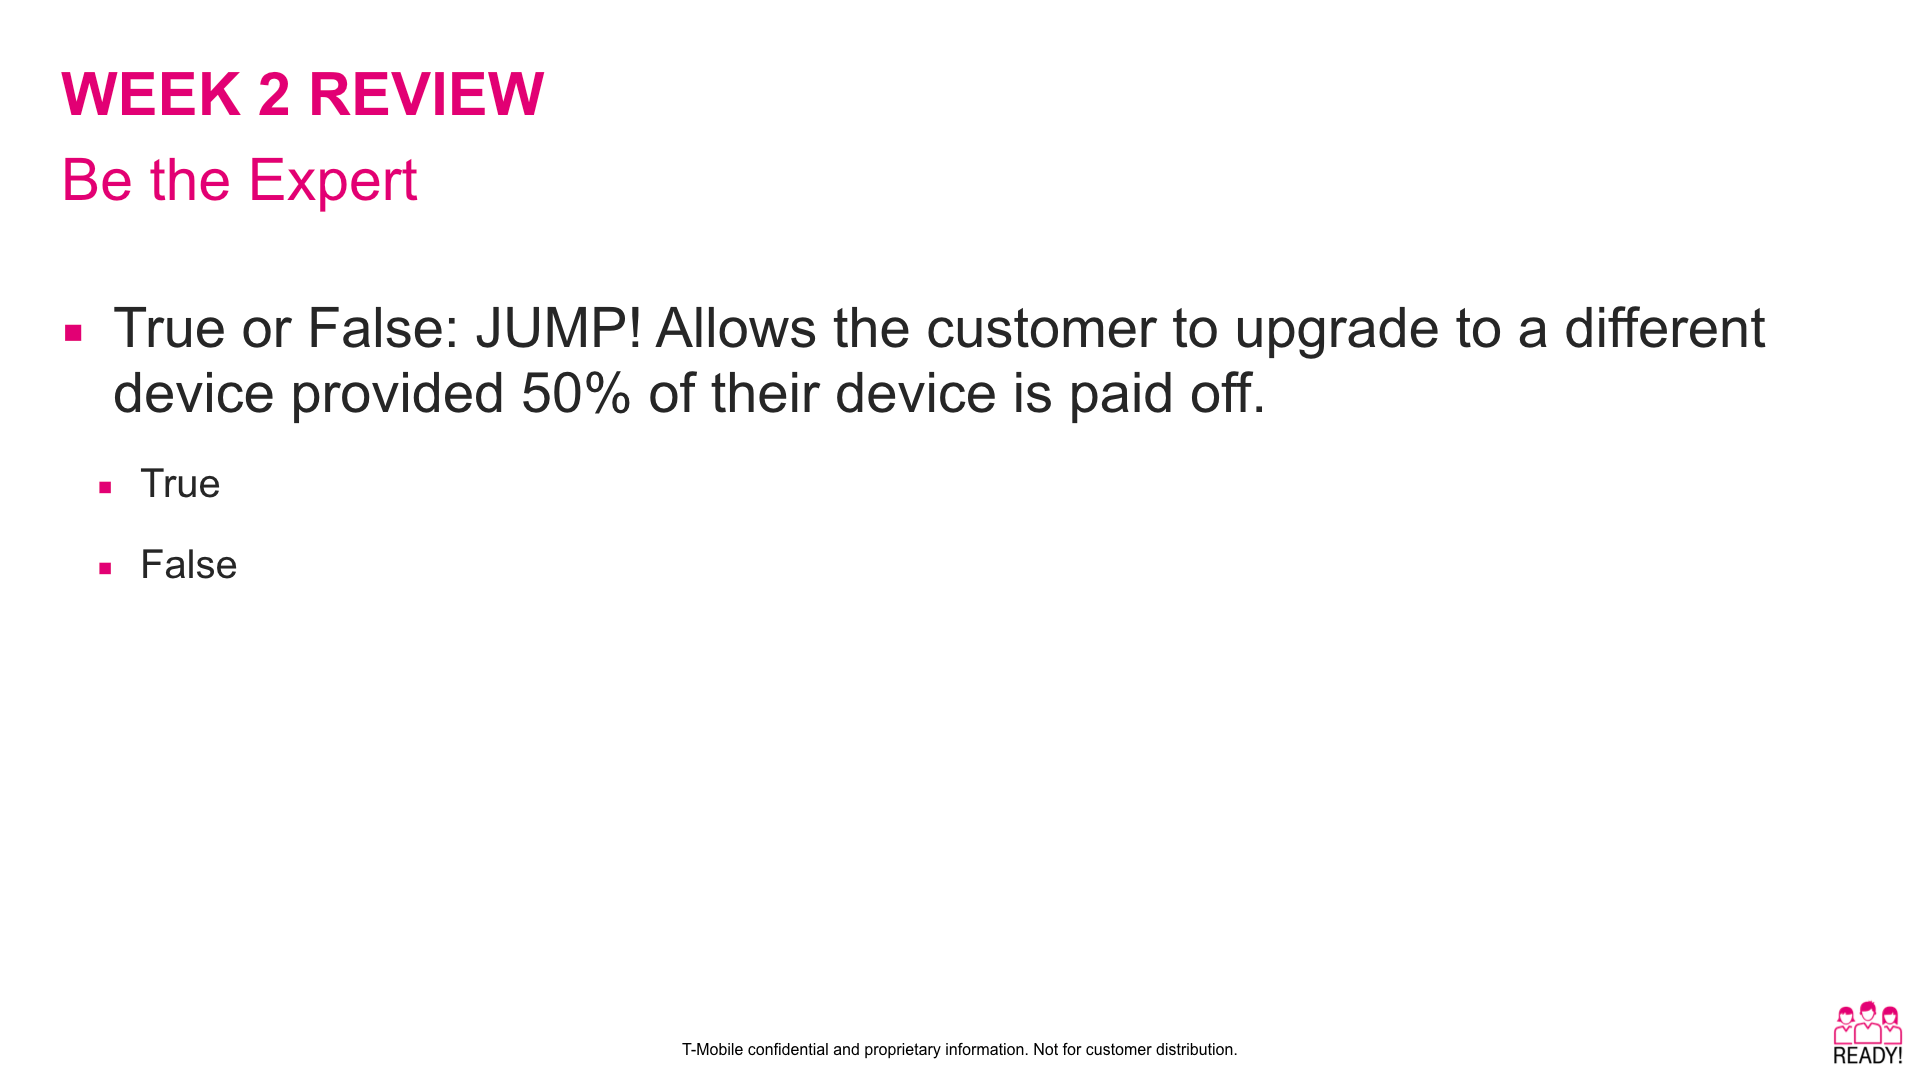 WEEK 2 REVIEW
Be the Expert
True or False: JUMP! Allows the customer to upgrade to a different
device provided 50% of their device is paid off.
True
False
T-Mobile confidential and proprietary information. Not for customer distribution.
READY!